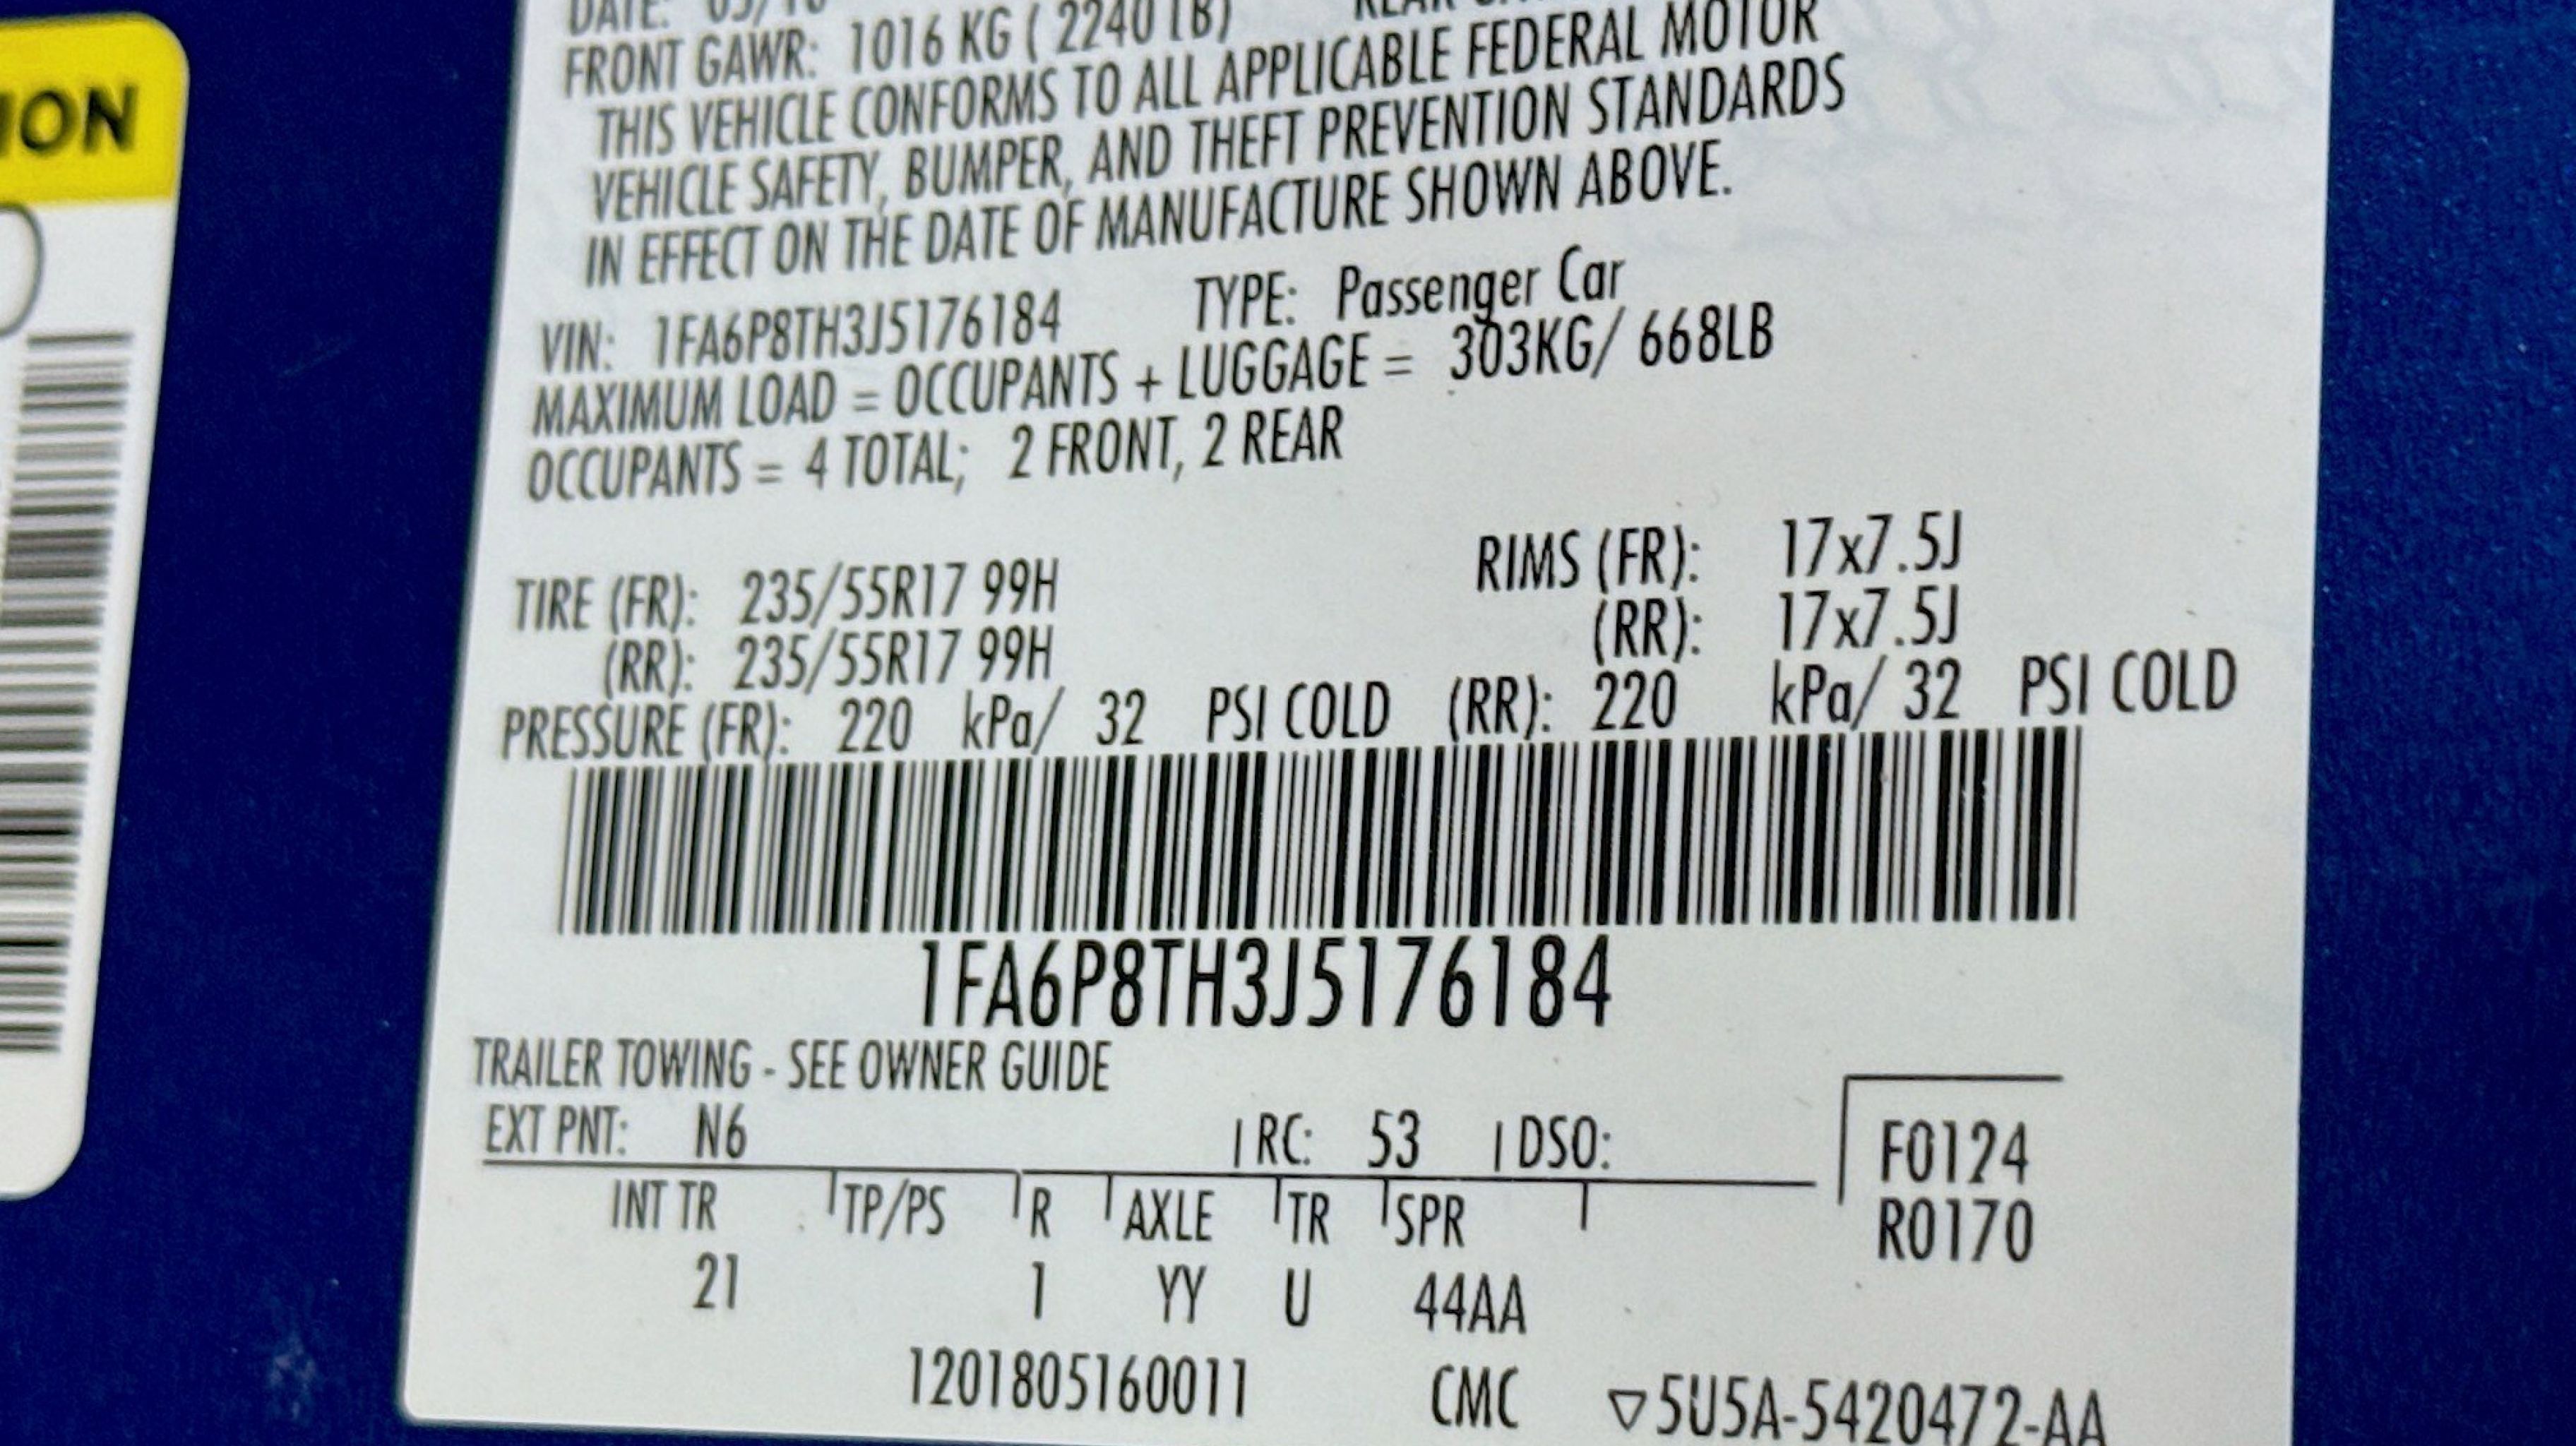 ION
DATE: 05/18
FRONT GAWR: 1016 KG ( 2240 LB)
THIS VEHICLE CONFORMS TO ALL APPLICABLE FEDERAL MOTOR
VEHICLE SAFETY, BUMPER, AND THEFT PREVENTION STANDARDS
IN EFFECT ON THE DATE OF MANUFACTURE SHOWN ABOVE.
VIN: 1FA6P8TH3J5176184 TYPE: Passenger Car
MAXIMUM LOAD = OCCUPANTS + LUGGAGE = 303KG/ 668LB
OCCUPANTS = 4 TOTAL; 2 FRONT, 2 REAR
TIRE (FR): 235/55R17 99H RIMS (FR): 17x7.5J
(RR): 235/55R17 99H (RR): 17x7.5J
PRESSURE (FR): 220 kPa/ 32 PSI COLD (RR): 220 kPa/ 32 PSI COLD
1FA6P8TH3J5176184
TRAILER TOWING - SEE OWNER GUIDE
EXT PNT: N6 RC: 53 DSO: F0124
INT TR TP/PS R AXLE TR SPR R0170
21 1 YY U 44AA
1201805160011 CMC ▽5U5A-5420472-AA